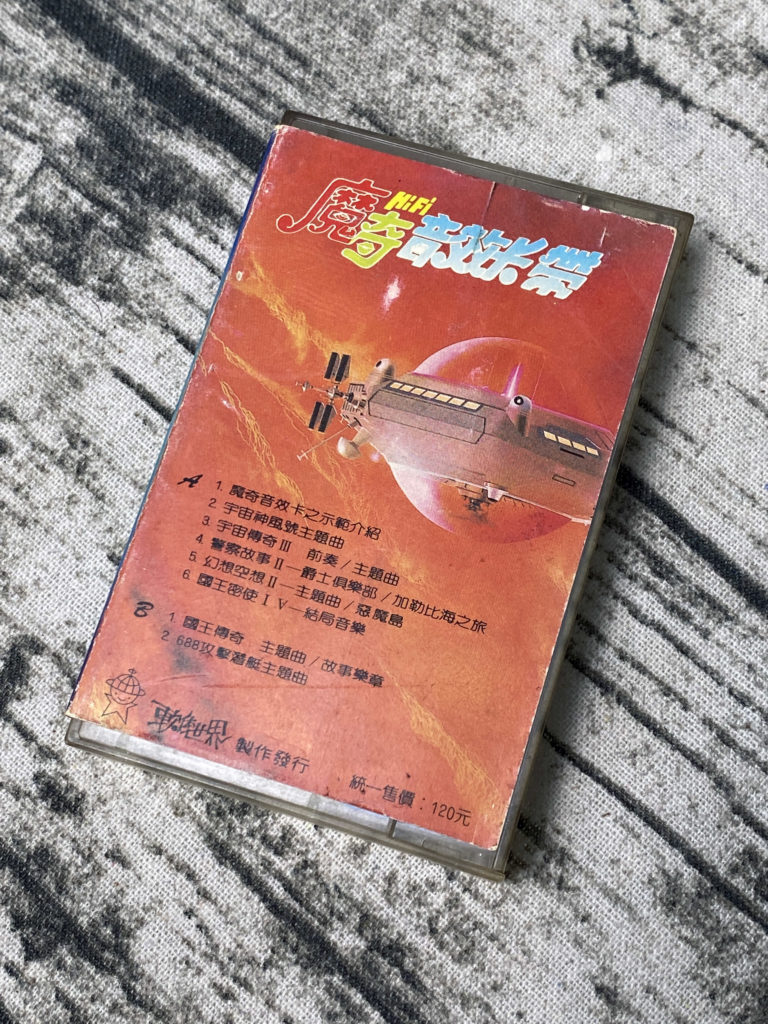 HiFi
魔奇音效卡帶
A
1. 魔奇音效卡之示範介紹
2. 宇宙神風號主題曲
3. 宇宙傳奇Ⅲ 前奏/主題曲
4. 警察故事Ⅱ—爵士俱樂部/加勒比海之旅
5. 幻想空想Ⅱ—主題曲/惡魔島
6. 國王密使ⅠⅤ—結局音樂
B
1. 國王傳奇 主題曲/故事樂章
2. 688攻擊潛艇主題曲
軟體世界 製作發行
統一售價:120元